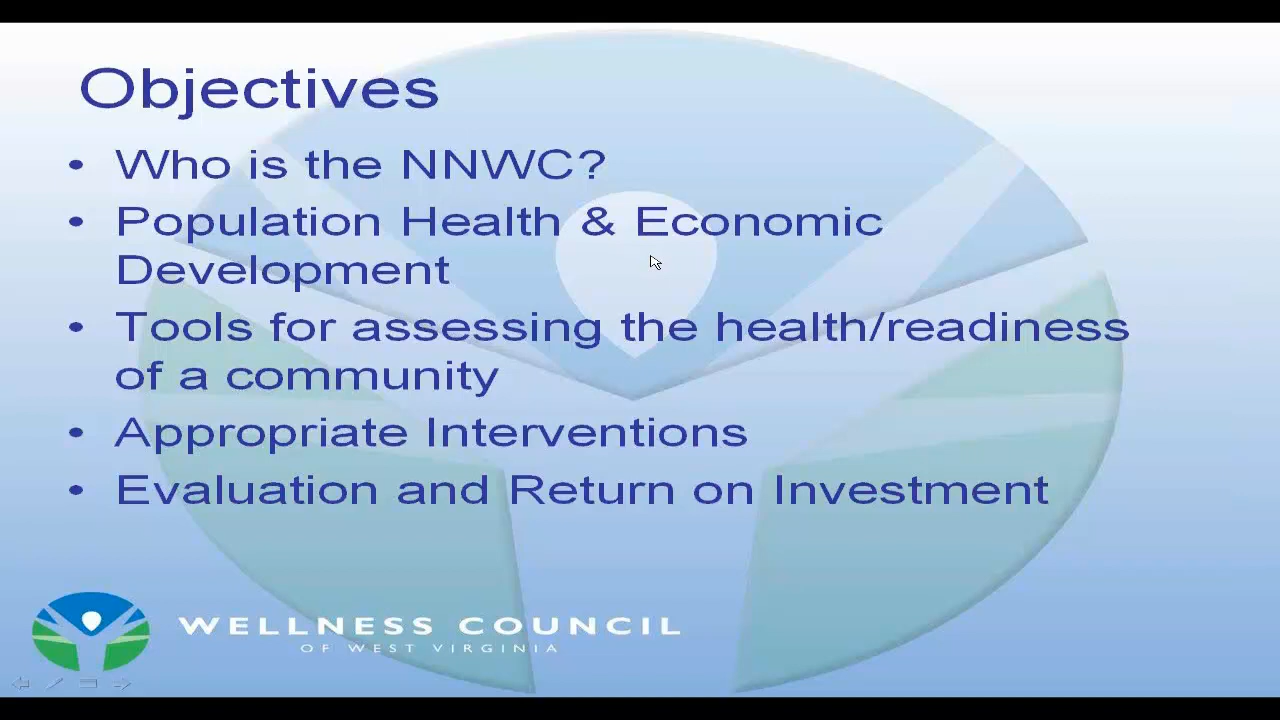 Objectives
• Who is the NNWC?
• Population Health & Economic
Development
• Tools for assessing the health/readiness
of a community
• Appropriate Interventions
• Evaluation and Return on Investment
WELLNESS COUNCIL
OF WEST VIRGINIA